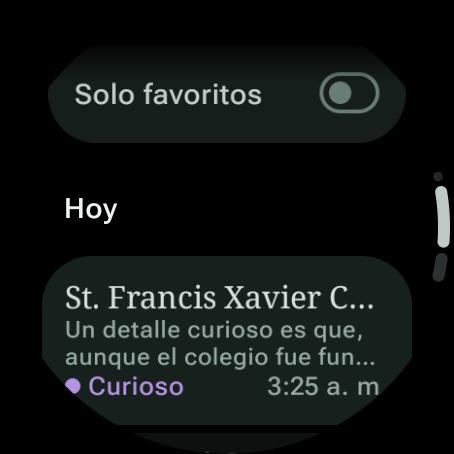 Solo favoritos
Hoy
St. Francis Xavier C...
Un detalle curioso es que,
aunque el colegio fue fun...
Curioso 3:25 a. m